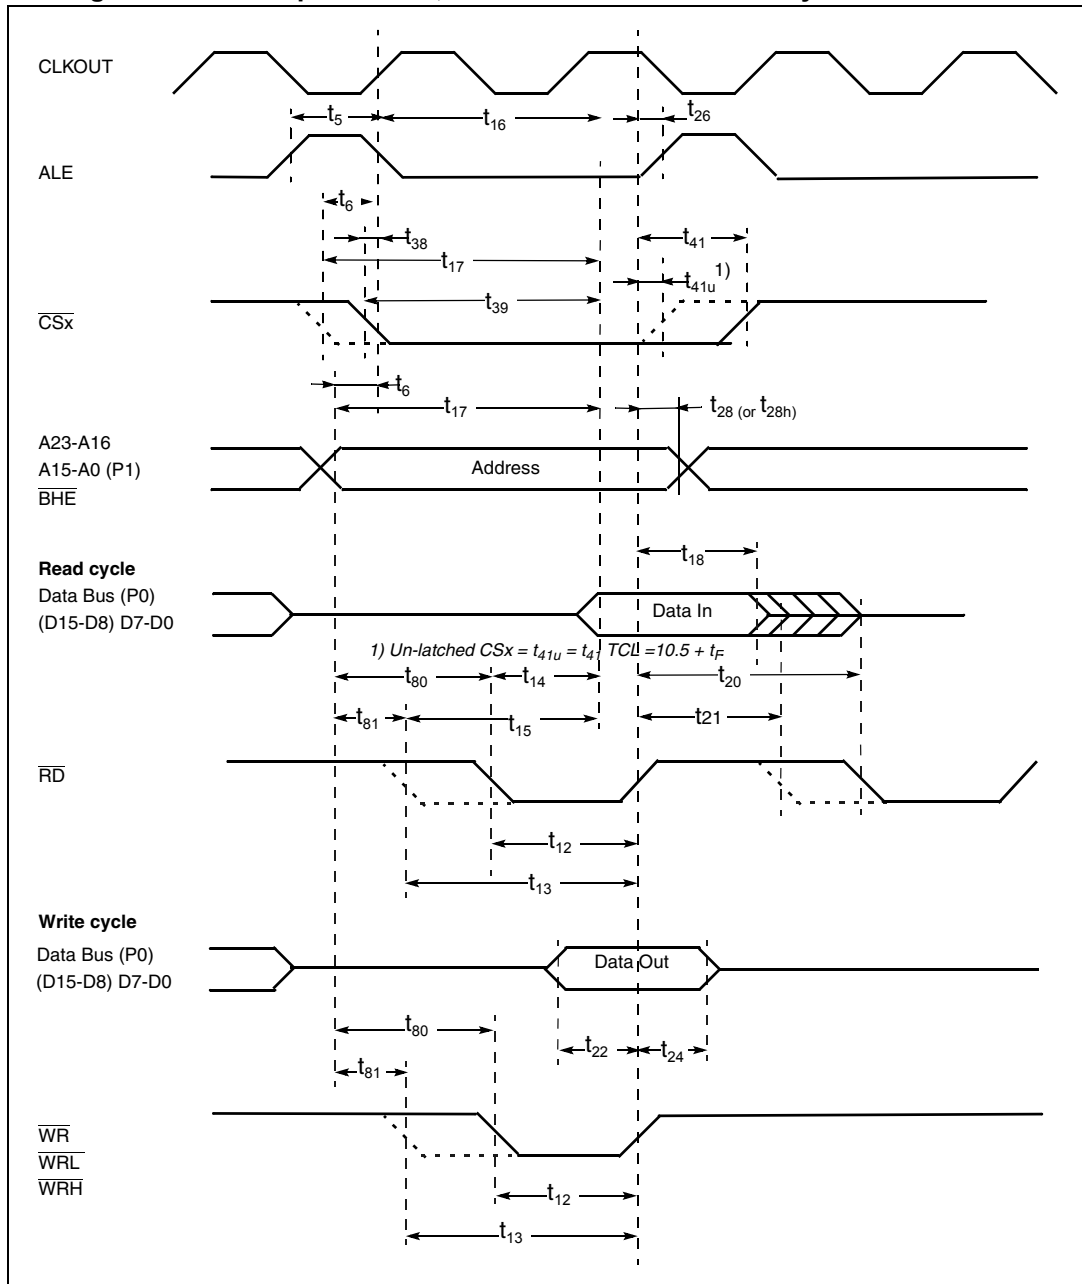 CLKOUT
t5
t16
t26
ALE
t6
t38
t41
t17
t41u 1)
t39
CSx
t6
t17
t28 (or t28h)
A23-A16
A15-A0 (P1)
Address
BHE
t18
Read cycle
Data Bus (P0)
(D15-D8) D7-D0
Data In
1) Un-latched CSx = t41u = t41 TCL =10.5 + tF
t80
t14
t20
t81
t15
t21
RD
t12
t13
Write cycle
Data Bus (P0)
(D15-D8) D7-D0
Data Out
t80
t22
t24
t81
WR
WRL
WRH
t12
t13